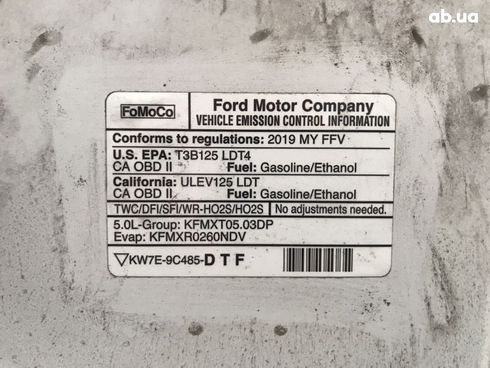 ab.ua
FoMoCo Ford Motor Company
VEHICLE EMISSION CONTROL INFORMATION
Conforms to regulations: 2019 MY FFV
U.S. EPA: T3B125 LDT4
CA OBD II Fuel: Gasoline/Ethanol
California: ULEV125 LDT
CA OBD II Fuel: Gasoline/Ethanol
TWC/DFI/SFI/WR-HO2S/HO2S No adjustments needed.
5.0L-Group: KFMXT05.03DP
Evap: KFMXR0260NDV
KW7E-9C485-DTF